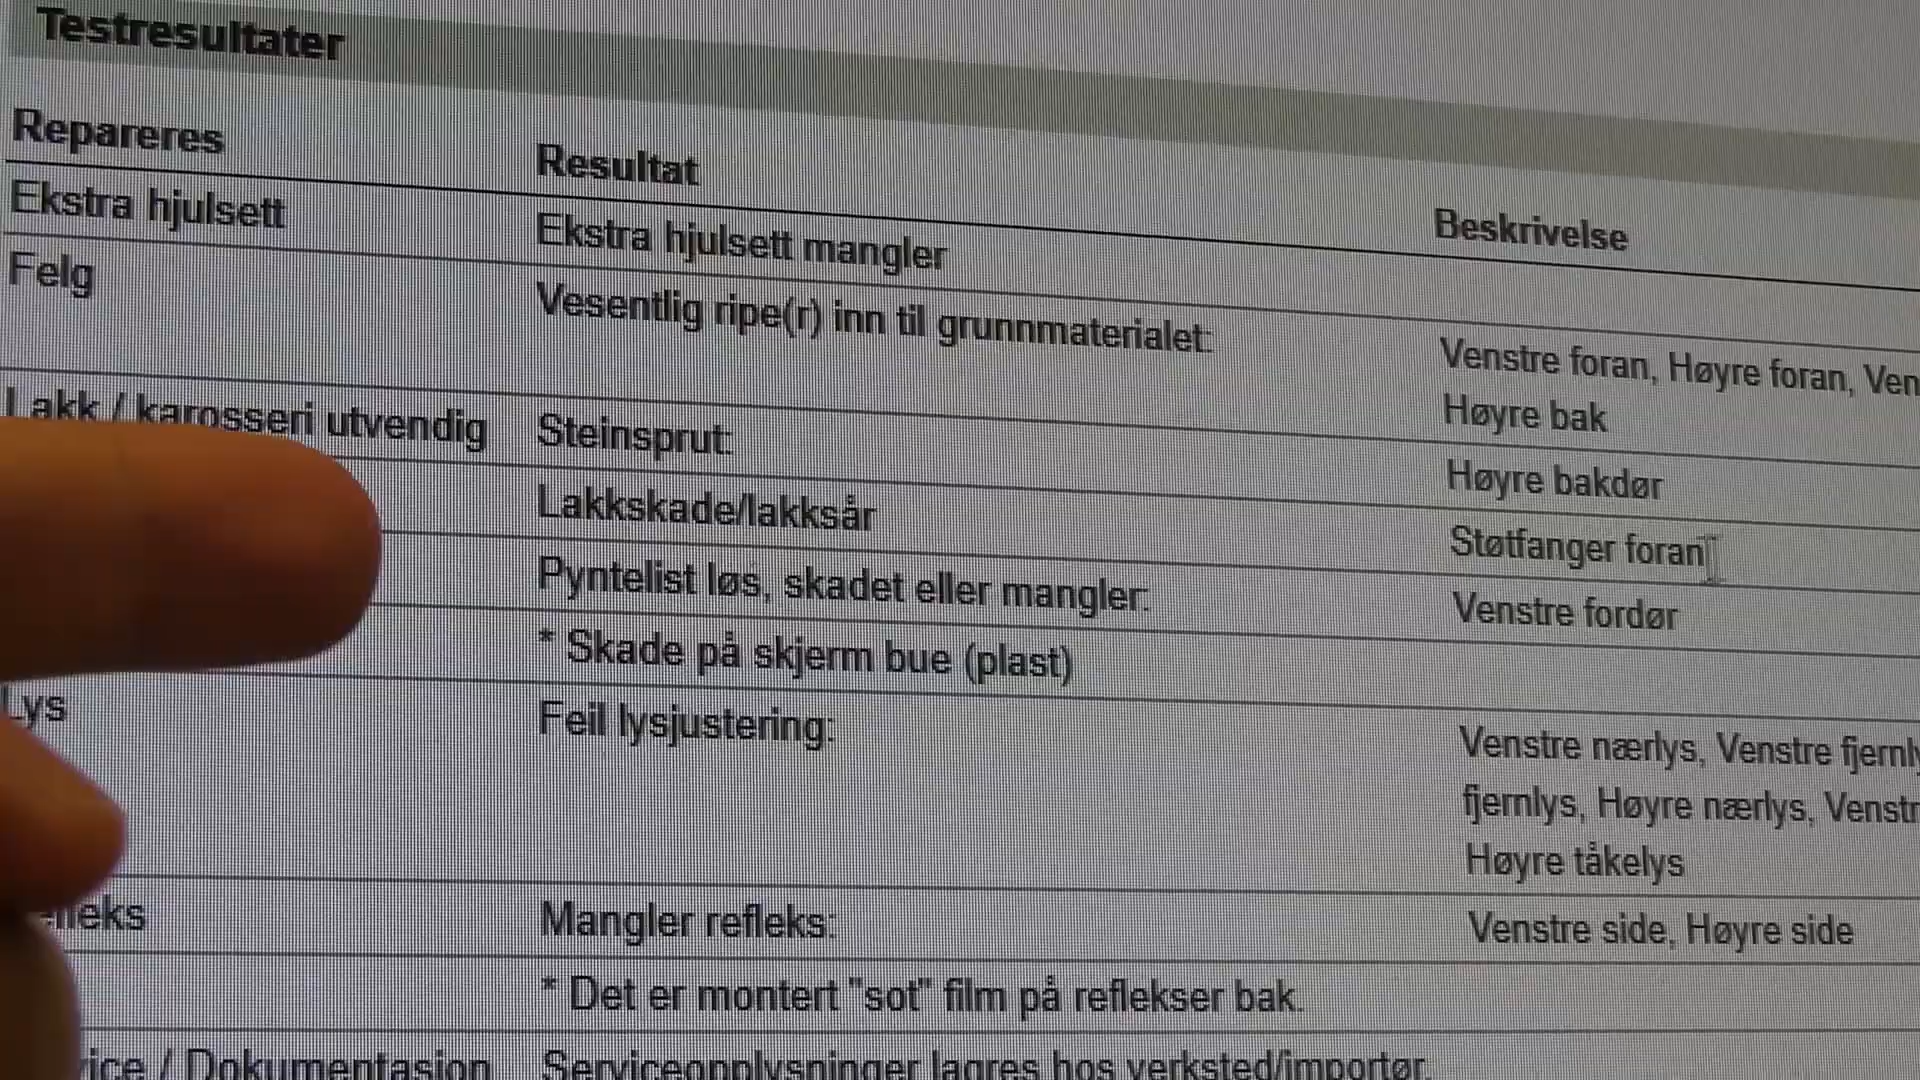 Testresultater
Repareres Resultat Beskrivelse
Ekstra hjulsett Ekstra hjulsett mangler
Felg Vesentlig ripe(r) inn til grunnmaterialet: Venstre foran, Høyre foran,
Høyre bak
Lakk / karosseri utvendig Steinsprut: Høyre bakdør
Lakkskade/lakksår Støtfanger foran
Pyntelist løs, skadet eller mangler: Venstre fordør
* Skade på skjerm bue (plast)
Lys Feil lysjustering: Venstre nærlys, Venstre
fjernlys, Høyre nærlys,
Høyre tåkelys
Mangler refleks: Venstre side, Høyre side
* Det er montert "sot" film på reflekser bak.
/ Dokumentasjon Serviceopplysninger lagres hos verksted/importør.